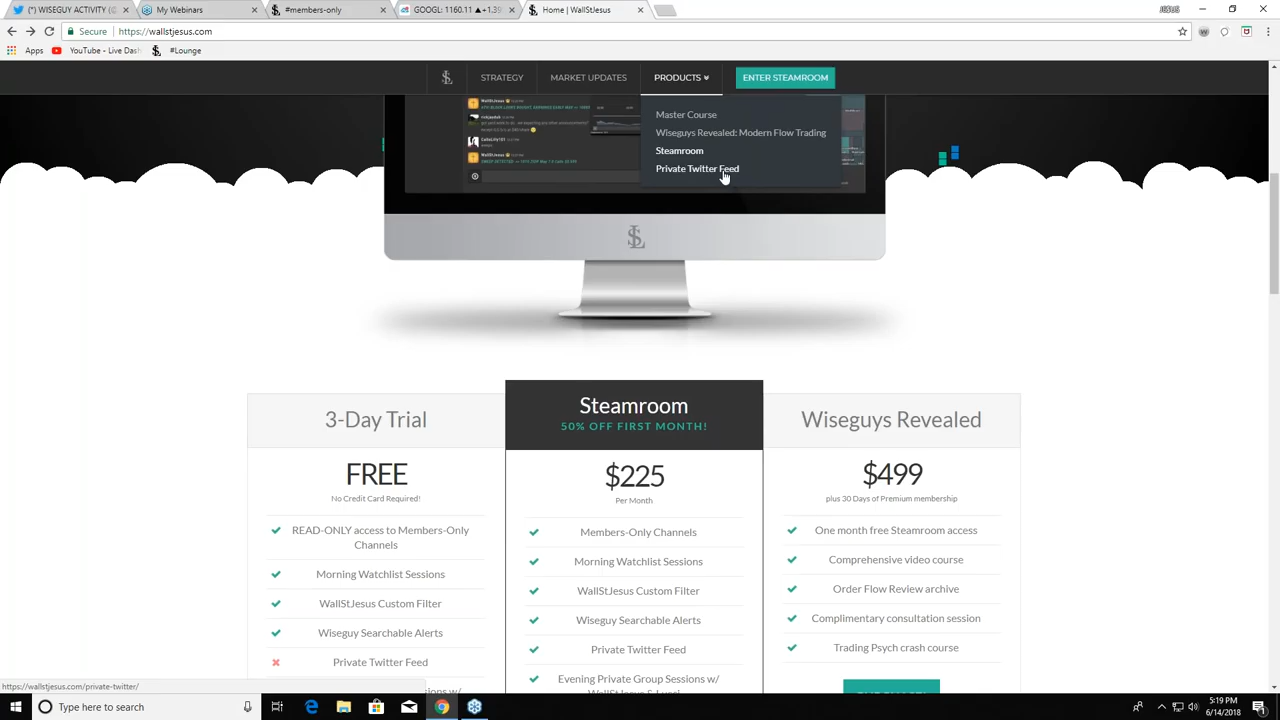 (*) WISEGUY ACTIVITY (@
My Webinars
#members-only
GOOGL: 1160.11 ▲+1.39
Home | WallStJesus
JESUS
Secure
https://wallstjesus.com
Apps
YouTube - Live Dash
#Lounge
STRATEGY
MARKET UPDATES
PRODUCTS
ENTER STEAMROOM
Master Course
Wiseguys Revealed: Modern Flow Trading
Steamroom
Private Twitter Feed
3-Day Trial
FREE
No Credit Card Required!
READ-ONLY access to Members-Only
Channels
Morning Watchlist Sessions
WallStJesus Custom Filter
Wiseguy Searchable Alerts
Private Twitter Feed
Steamroom
50% OFF FIRST MONTH!
$225
Per Month
Members-Only Channels
Morning Watchlist Sessions
WallStJesus Custom Filter
Wiseguy Searchable Alerts
Private Twitter Feed
Evening Private Group Sessions w/
Wiseguys Revealed
$499
plus 30 Days of Premium membership
One month free Steamroom access
Comprehensive video course
Order Flow Review archive
Complimentary consultation session
Trading Psych crash course
https://wallstjesus.com/private-twitter/
Type here to search
5:19 PM
6/14/2018